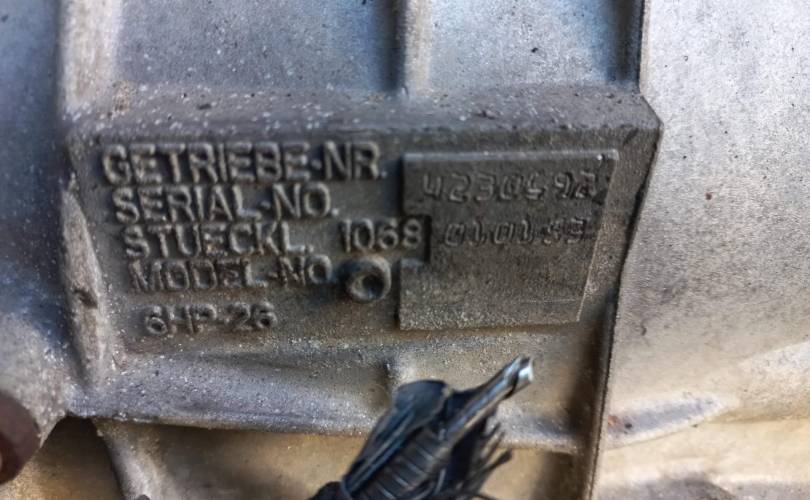 GETRIEBE-NR.
SERIAL-NO.
STUECKL. 1068
MODEL-NO
6HP-26